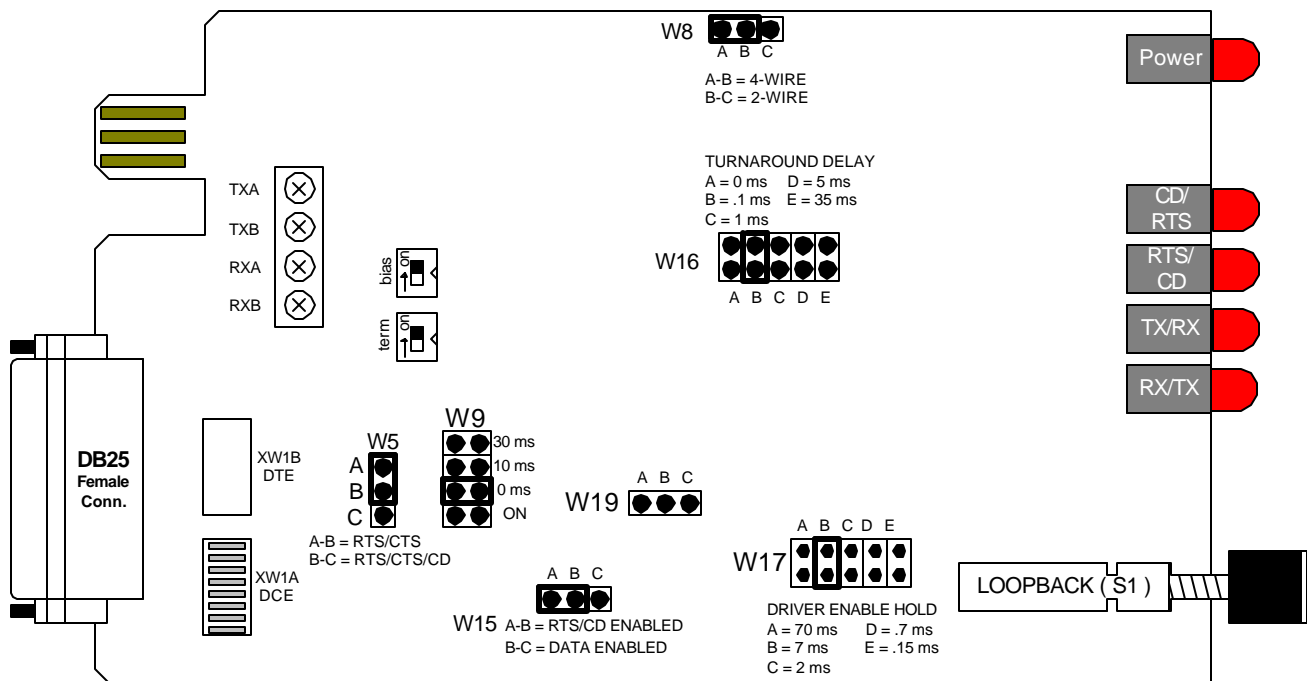 W8
A B C
A-B = 4-WIRE
B-C = 2-WIRE
Power
TURNAROUND DELAY
A = 0 ms D = 5 ms
B = .1 ms E = 35 ms
C = 1 ms
W16
A B C D E
CD/
RTS
RTS/
CD
TX/RX
RX/TX
TXA
TXB
RXA
RXB
bias
on
term
on
DB25
Female
Conn.
XW1B
DTE
XW1A
DCE
W5
A
B
C
A-B = RTS/CTS
B-C = RTS/CTS/CD
W9
30 ms
10 ms
0 ms
ON
W19
A B C
W15
A B C
A-B = RTS/CD ENABLED
B-C = DATA ENABLED
W17
A B C D E
DRIVER ENABLE HOLD
A = 70 ms D = .7 ms
B = 7 ms E = .15 ms
C = 2 ms
LOOPBACK ( S1 )